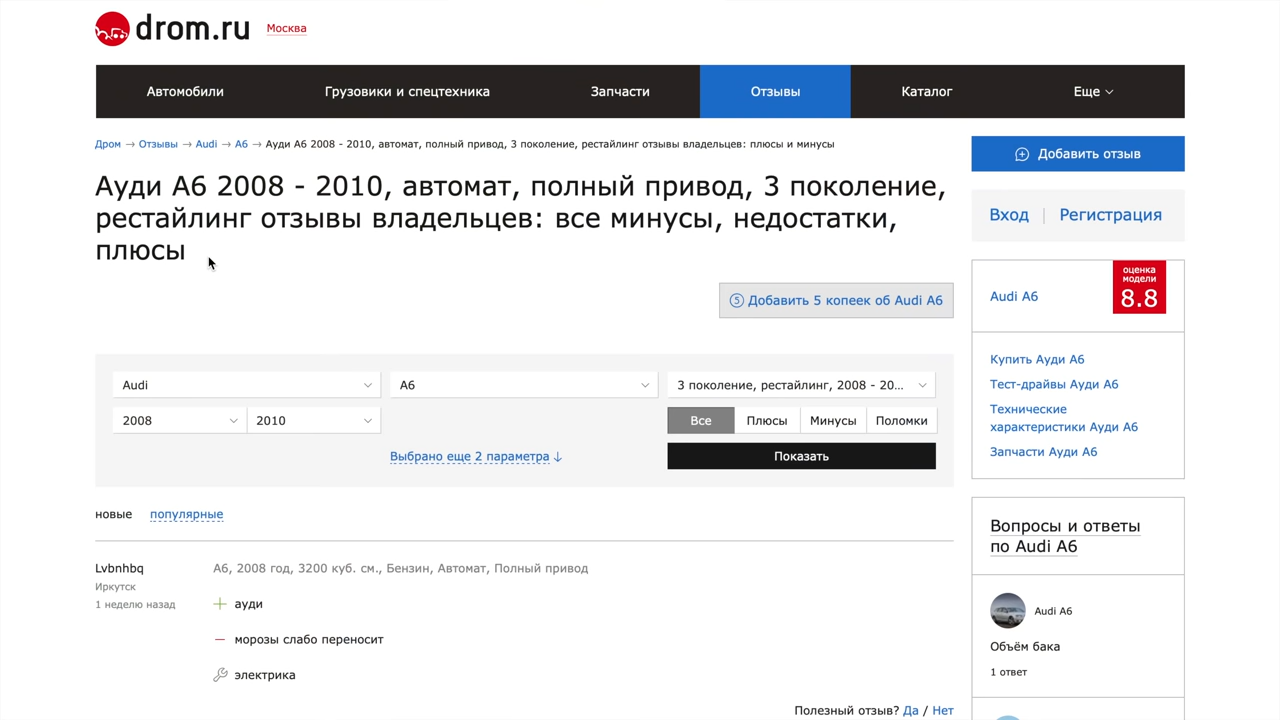 drom.ru
Москва
Автомобили
Грузовики и спецтехника
Запчасти
Отзывы
Каталог
Еще
Дром → Отзывы → Audi → A6 → Ауди А6 2008 - 2010, автомат, полный привод, 3 поколение, рестайлинг отзывы владельцев: плюсы и минусы
Ауди А6 2008 - 2010, автомат, полный привод, 3 поколение,
рестайлинг отзывы владельцев: все минусы, недостатки,
плюсы
5 Добавить 5 копеек об Audi A6
Audi
A6
3 поколение, рестайлинг, 2008 - 20...
2008
2010
Все
Плюсы
Минусы
Поломки
Выбрано еще 2 параметра ↓
Показать
новые
популярные
Lvbnhbq
Иркутск
1 неделю назад
A6, 2008 год, 3200 куб. см., Бензин, Автомат, Полный привод
ауди
морозы слабо переносит
электрика
Полезный отзыв? Да / Нет
Добавить отзыв
Вход | Регистрация
Audi A6
оценка
модели
8.8
Купить Ауди А6
Тест-драйвы Ауди А6
Технические
характеристики Ауди А6
Запчасти Ауди А6
Вопросы и ответы
по Audi A6
Audi A6
Объём бака
1 ответ